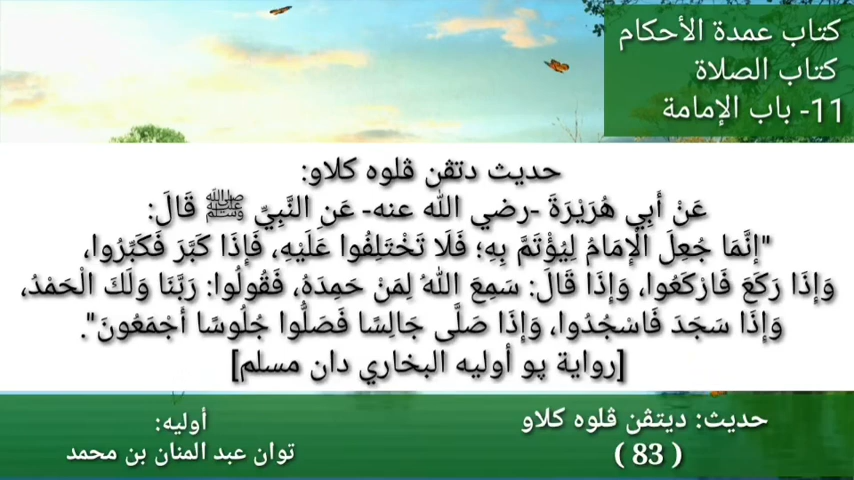 كتاب عمدة الأحكام
كتاب الصلاة
11- باب الإمامة
حديث دتڤن ڤلوه كلاو:
عَنْ أَبِي هُرَيْرَةَ -رضي الله عنه- عَنِ النَّبِيِّ ﷺ قَالَ:
"إنَّمَا جُعِلَ الْإِمَامُ لِيُؤْتَمَّ بِهِ؛ فَلَا تَخْتَلِفُوا عَلَيْهِ، فَإِذَا كَبَّرَ فَكَبِّرُوا،
وَإِذَا رَكَعَ فَارْكَعُوا، وَإِذَا قَالَ: سَمِعَ اللهُ لِمَنْ حَمِدَهُ، فَقُولُوا: رَبَّنَا وَلَكَ الْحَمْدُ،
وَإِذَا سَجَدَ فَاسْجُدُوا، وَإِذَا صَلَّى جَالِسًا فَصَلُّوا جُلُوسًا أَجْمَعُونَ".
[رواية ڽو أوليه البخاري دان مسلم]
حديث: ديتڤن ڤلوه كلاو
( 83 )
أوليه:
توان عبد المنان بن محمد